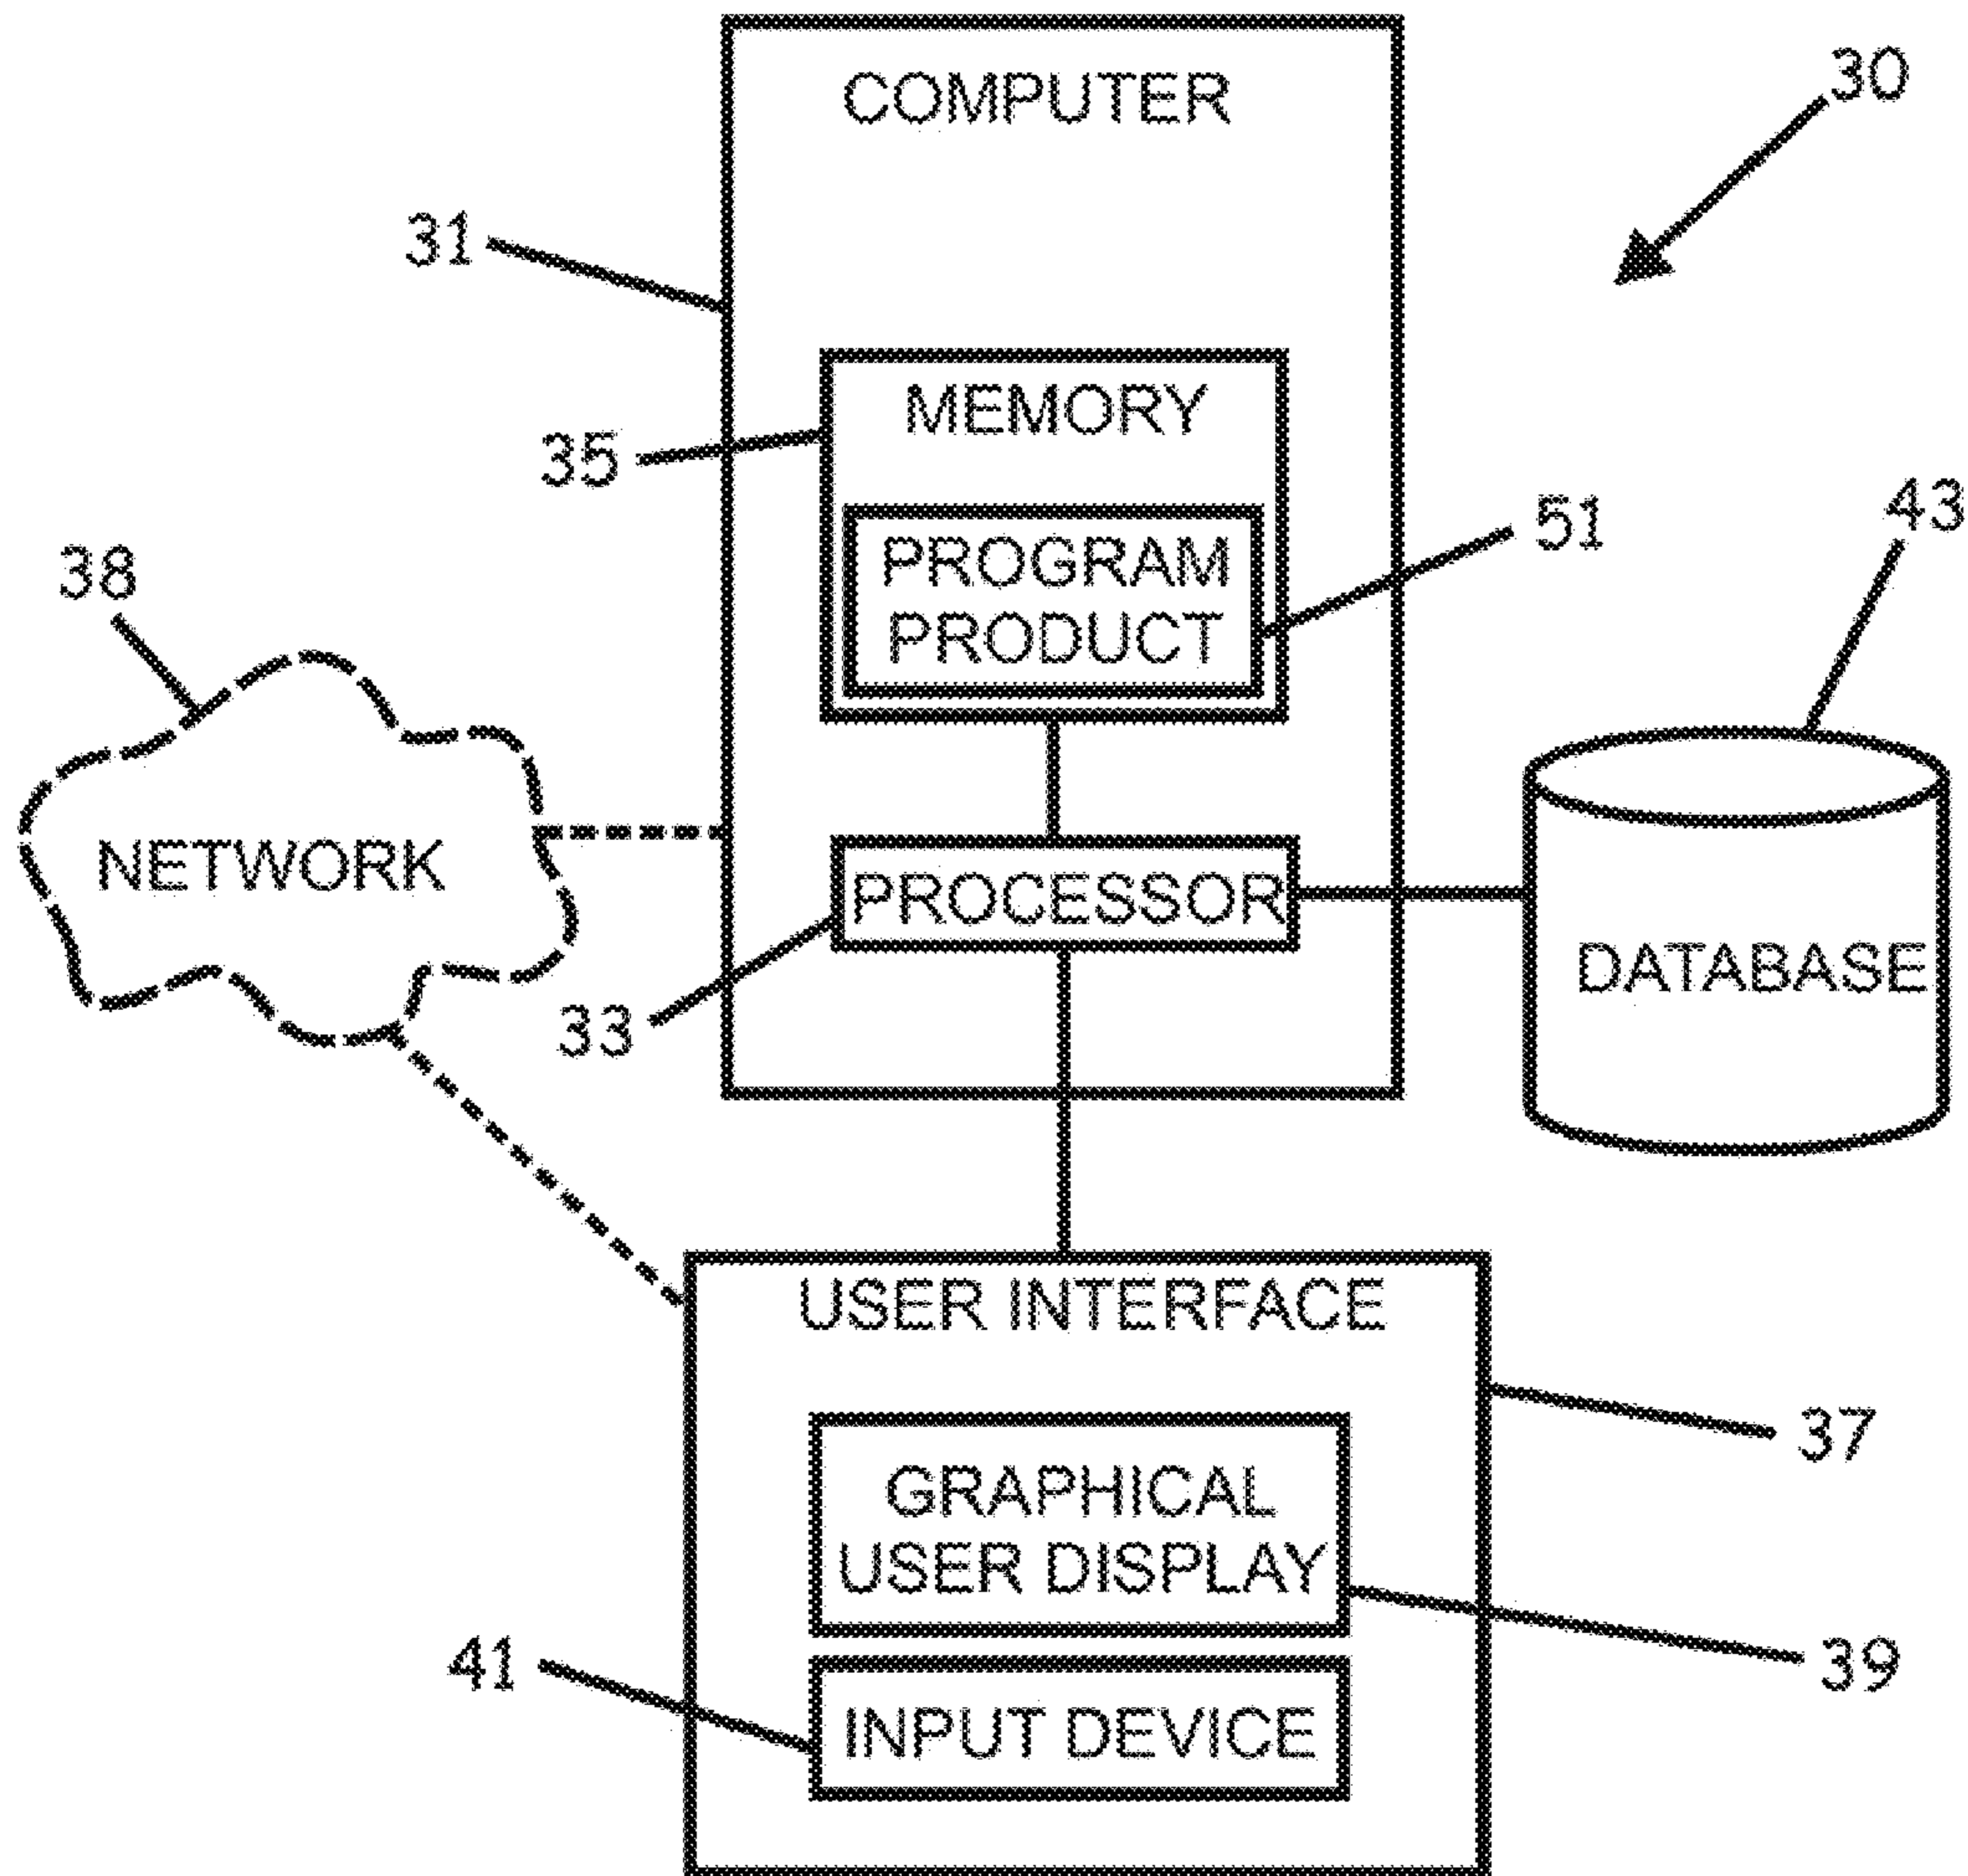 COMPUTER
30
31
MEMORY
35
PROGRAM
PRODUCT
51
43
38
NETWORK
PROCESSOR
33
DATABASE
USER INTERFACE
37
GRAPHICAL
USER DISPLAY
39
41
INPUT DEVICE